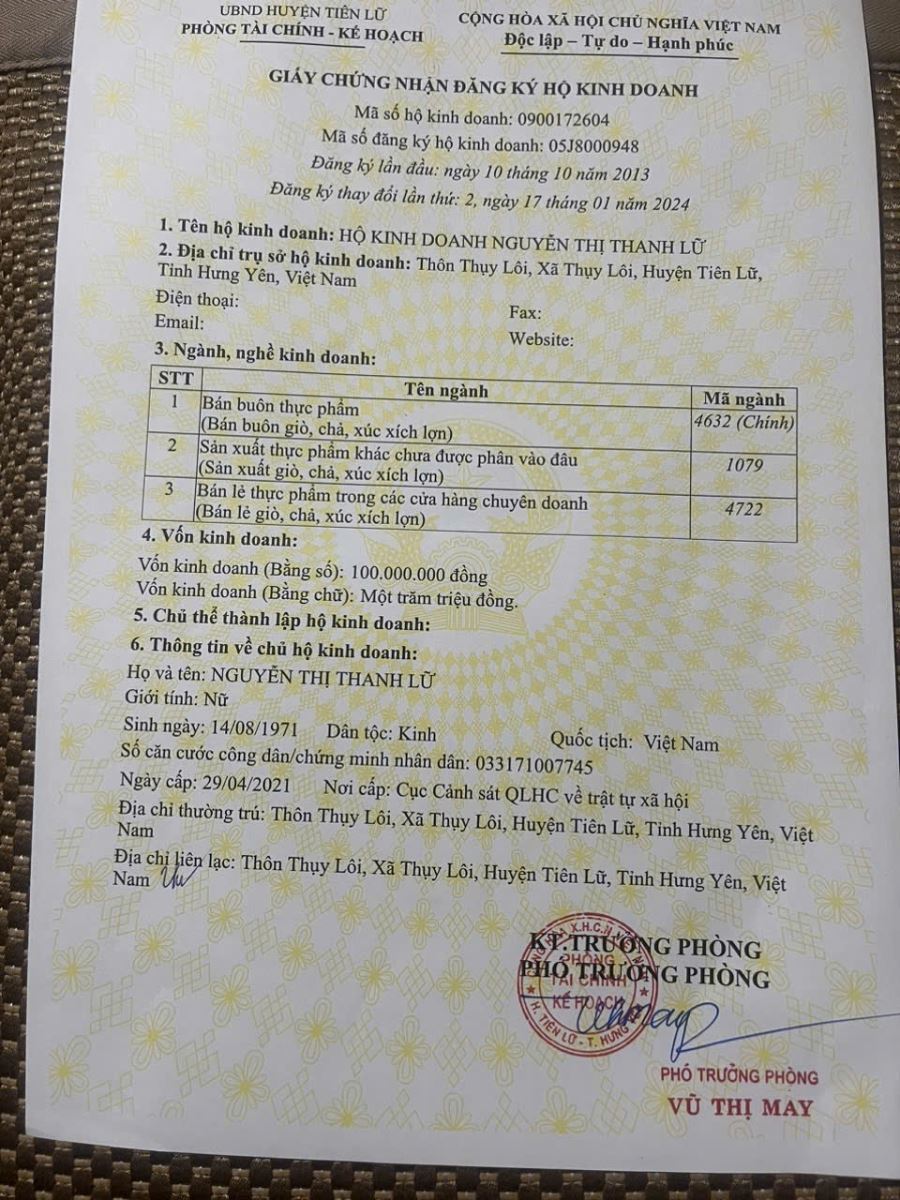 UBND HUYỆN TIÊN LỮ
PHÒNG TÀI CHÍNH - KẾ HOẠCH
CỘNG HÒA XÃ HỘI CHỦ NGHĨA VIỆT NAM
Độc lập – Tự do – Hạnh phúc
GIẤY CHỨNG NHẬN ĐĂNG KÝ HỘ KINH DOANH
Mã số hộ kinh doanh: 0900172604
Mã số đăng ký hộ kinh doanh: 05J8000948
Đăng ký lần đầu: ngày 10 tháng 10 năm 2013
Đăng ký thay đổi lần thứ: 2, ngày 17 tháng 01 năm 2024
1. Tên hộ kinh doanh: HỘ KINH DOANH NGUYỄN THỊ THANH LỮ
2. Địa chỉ trụ sở hộ kinh doanh: Thôn Thụy Lôi, Xã Thụy Lôi, Huyện Tiên Lữ,
Tỉnh Hưng Yên, Việt Nam
Điện thoại: Fax:
Email: Website:
3. Ngành, nghề kinh doanh:
STT Tên ngành Mã ngành
1 Bán buôn thực phẩm 4632 (Chính)
(Bán buôn giò, chả, xúc xích lợn)
2 Sản xuất thực phẩm khác chưa được phân vào đâu 1079
(Sản xuất giò, chả, xúc xích lợn)
3 Bán lẻ thực phẩm trong các cửa hàng chuyên doanh 4722
(Bán lẻ giò, chả, xúc xích lợn)
4. Vốn kinh doanh:
Vốn kinh doanh (Bằng số): 100.000.000 đồng
Vốn kinh doanh (Bằng chữ): Một trăm triệu đồng.
5. Chủ thể thành lập hộ kinh doanh:
6. Thông tin về chủ hộ kinh doanh:
Họ và tên: NGUYỄN THỊ THANH LỮ
Giới tính: Nữ
Sinh ngày: 14/08/1971 Dân tộc: Kinh Quốc tịch: Việt Nam
Số căn cước công dân/chứng minh nhân dân: 033171007745
Ngày cấp: 29/04/2021 Nơi cấp: Cục Cảnh sát QLHC về trật tự xã hội
Địa chỉ thường trú: Thôn Thụy Lôi, Xã Thụy Lôi, Huyện Tiên Lữ, Tỉnh Hưng Yên, Việt
Nam
Địa chỉ liên lạc: Thôn Thụy Lôi, Xã Thụy Lôi, Huyện Tiên Lữ, Tỉnh Hưng Yên, Việt
Nam
KT.TRƯỞNG PHÒNG
PHÓ TRƯỞNG PHÒNG
PHÒNG
TÀI CHÍNH
KẾ HOẠCH
H. TIÊN LỮ - T. HƯNG
PHÓ TRƯỞNG PHÒNG
VŨ THỊ MAY